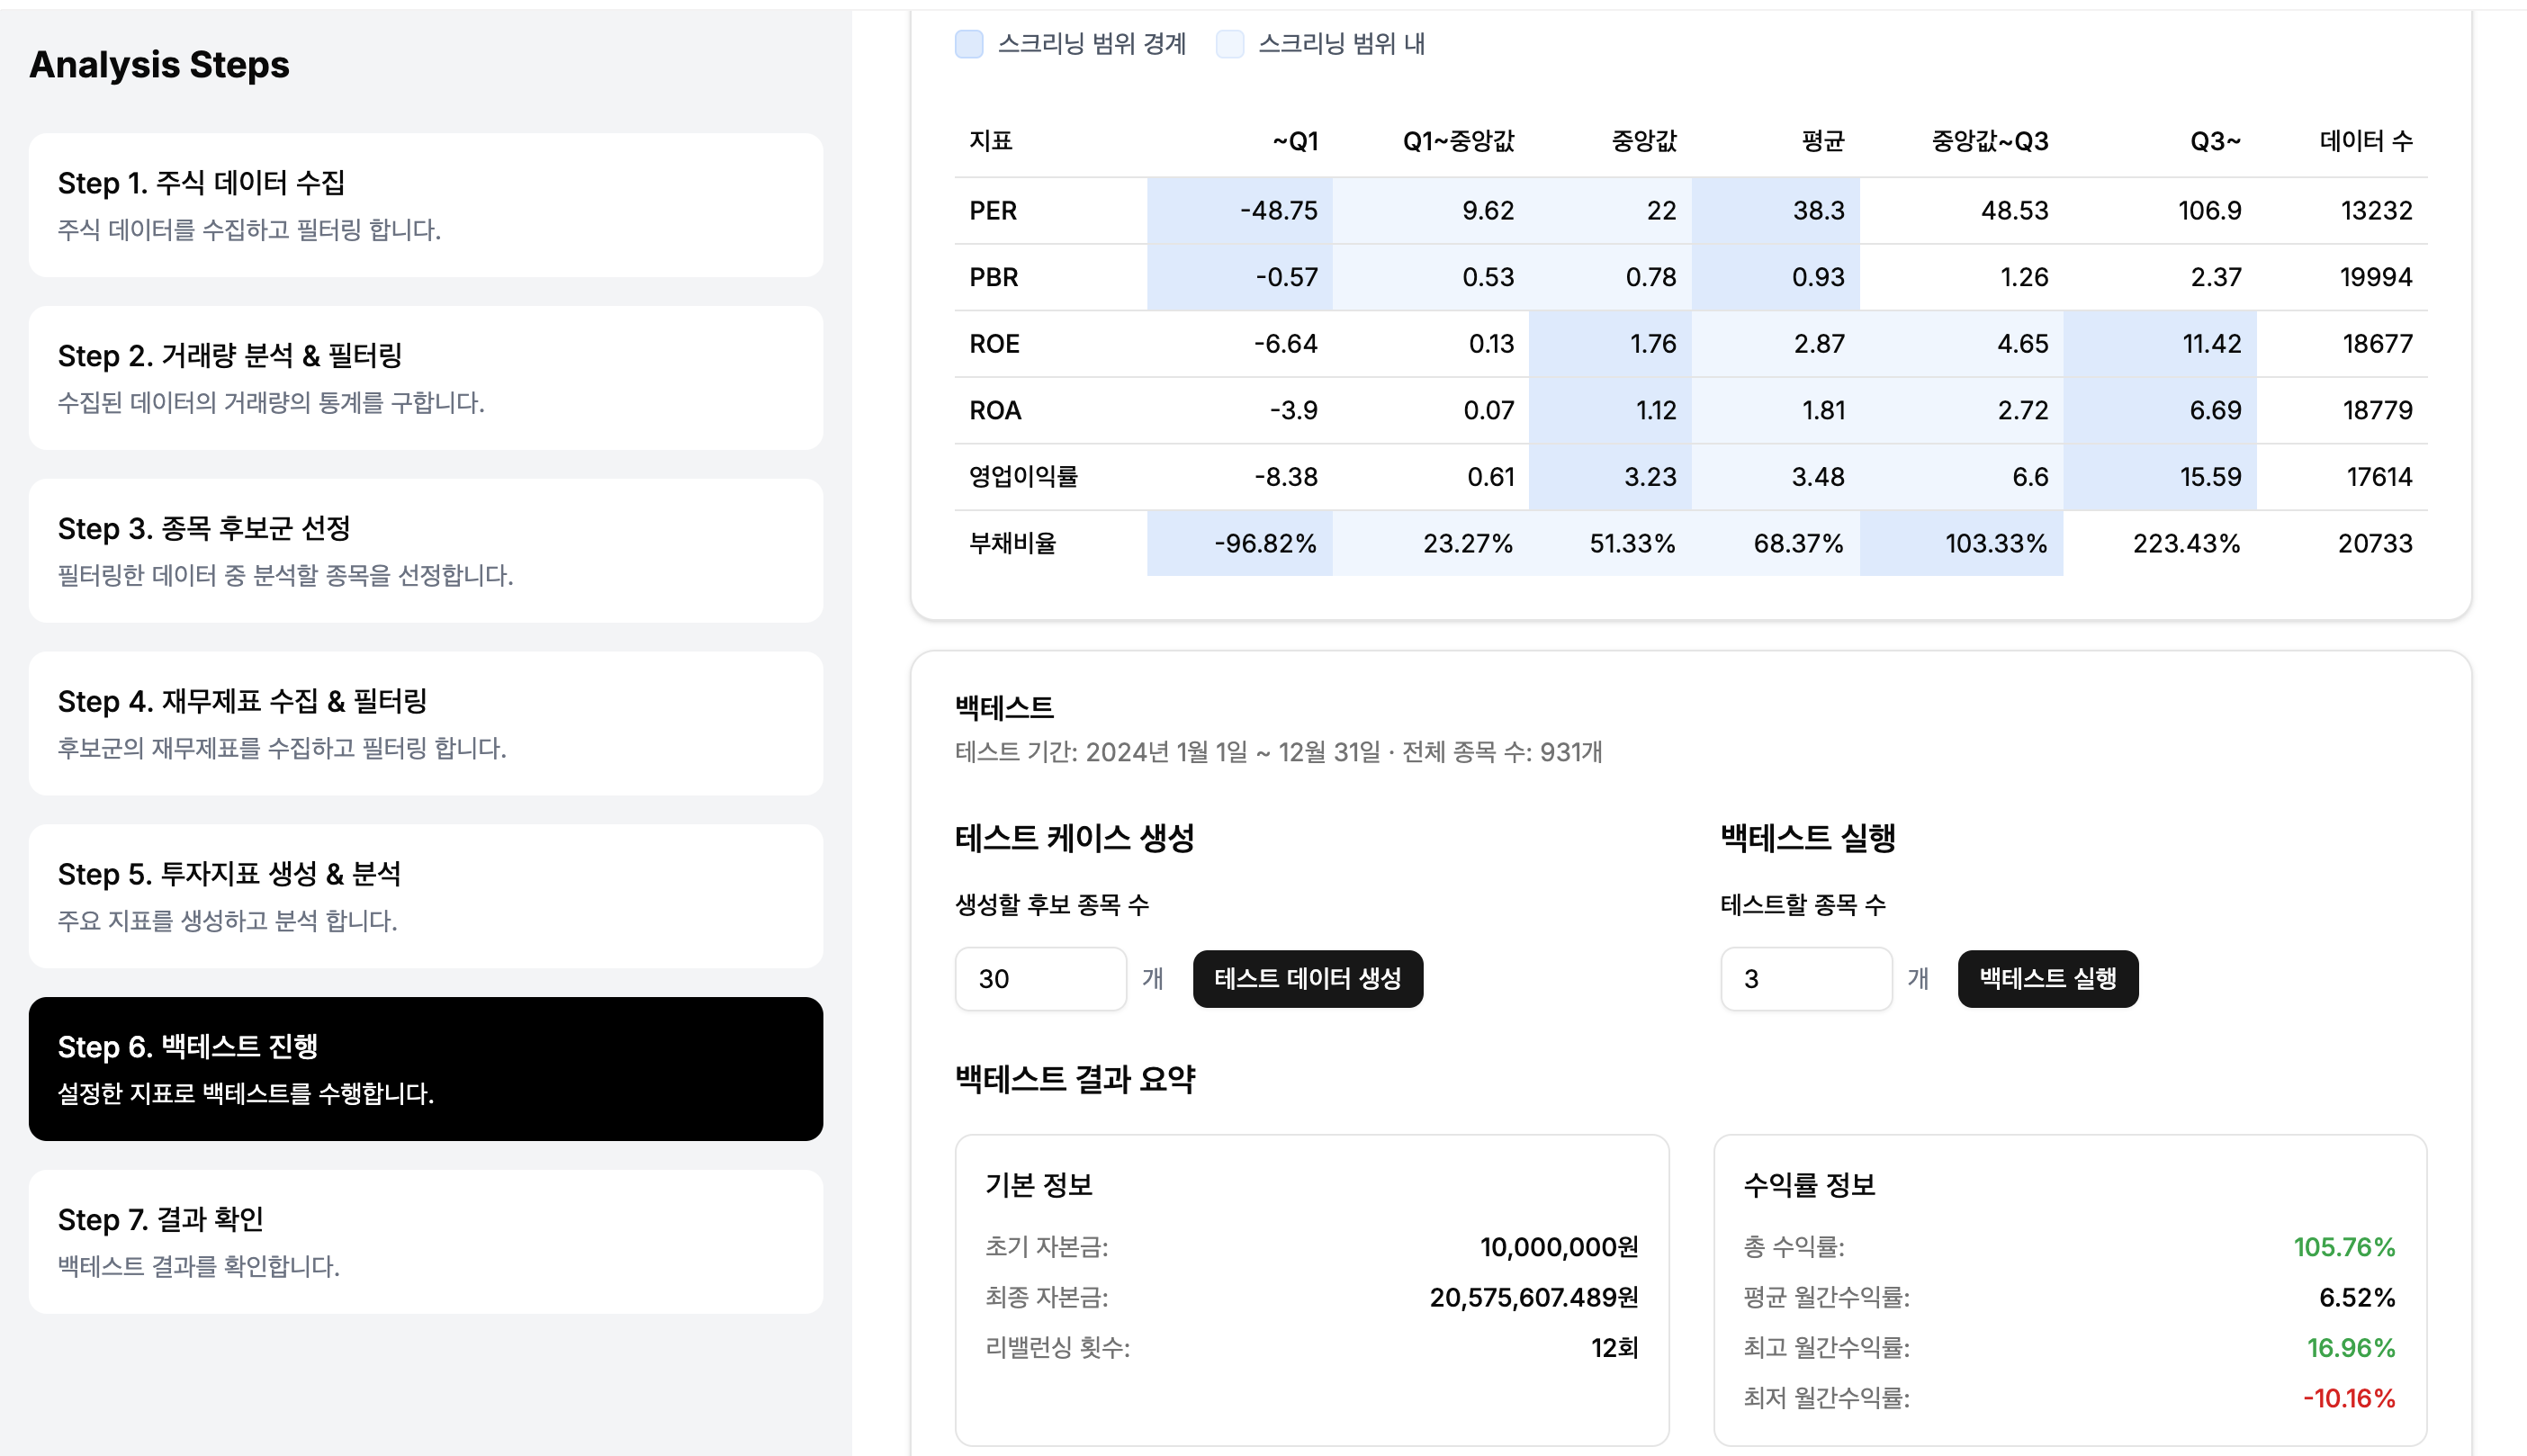 Analysis Steps
Step 1. 주식 데이터 수집
주식 데이터를 수집하고 필터링 합니다.
Step 2. 거래량 분석 & 필터링
수집된 데이터의 거래량의 통계를 구합니다.
Step 3. 종목 후보군 선정
필터링한 데이터 중 분석할 종목을 선정합니다.
Step 4. 재무제표 수집 & 필터링
후보군의 재무제표를 수집하고 필터링 합니다.
Step 5. 투자지표 생성 & 분석
주요 지표를 생성하고 분석 합니다.
Step 6. 백테스트 진행
설정한 지표로 백테스트를 수행합니다.
Step 7. 결과 확인
백테스트 결과를 확인합니다.
스크리닝 범위 경계 스크리닝 범위 내
지표 ~Q1 Q1~중앙값 중앙값 평균 중앙값~Q3 Q3~ 데이터 수
PER -48.75 9.62 22 38.3 48.53 106.9 13232
PBR -0.57 0.53 0.78 0.93 1.26 2.37 19994
ROE -6.64 0.13 1.76 2.87 4.65 11.42 18677
ROA -3.9 0.07 1.12 1.81 2.72 6.69 18779
영업이익률 -8.38 0.61 3.23 3.48 6.6 15.59 17614
부채비율 -96.82% 23.27% 51.33% 68.37% 103.33% 223.43% 20733
백테스트
테스트 기간: 2024년 1월 1일 ~ 12월 31일 · 전체 종목 수: 931개
테스트 케이스 생성
생성할 후보 종목 수
30 개 테스트 데이터 생성
백테스트 실행
테스트할 종목 수
3 개 백테스트 실행
백테스트 결과 요약
기본 정보
초기 자본금: 10,000,000원
최종 자본금: 20,575,607.489원
리밸런싱 횟수: 12회
수익률 정보
총 수익률: 105.76%
평균 월간수익률: 6.52%
최고 월간수익률: 16.96%
최저 월간수익률: -10.16%